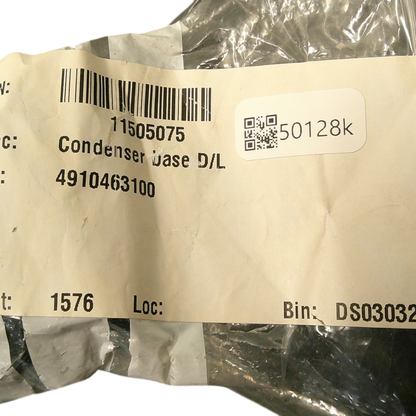 N:
11505075
50128k
c: Condenser base D/L
: 4910463100
t: 1576 Loc: Bin: DS03032